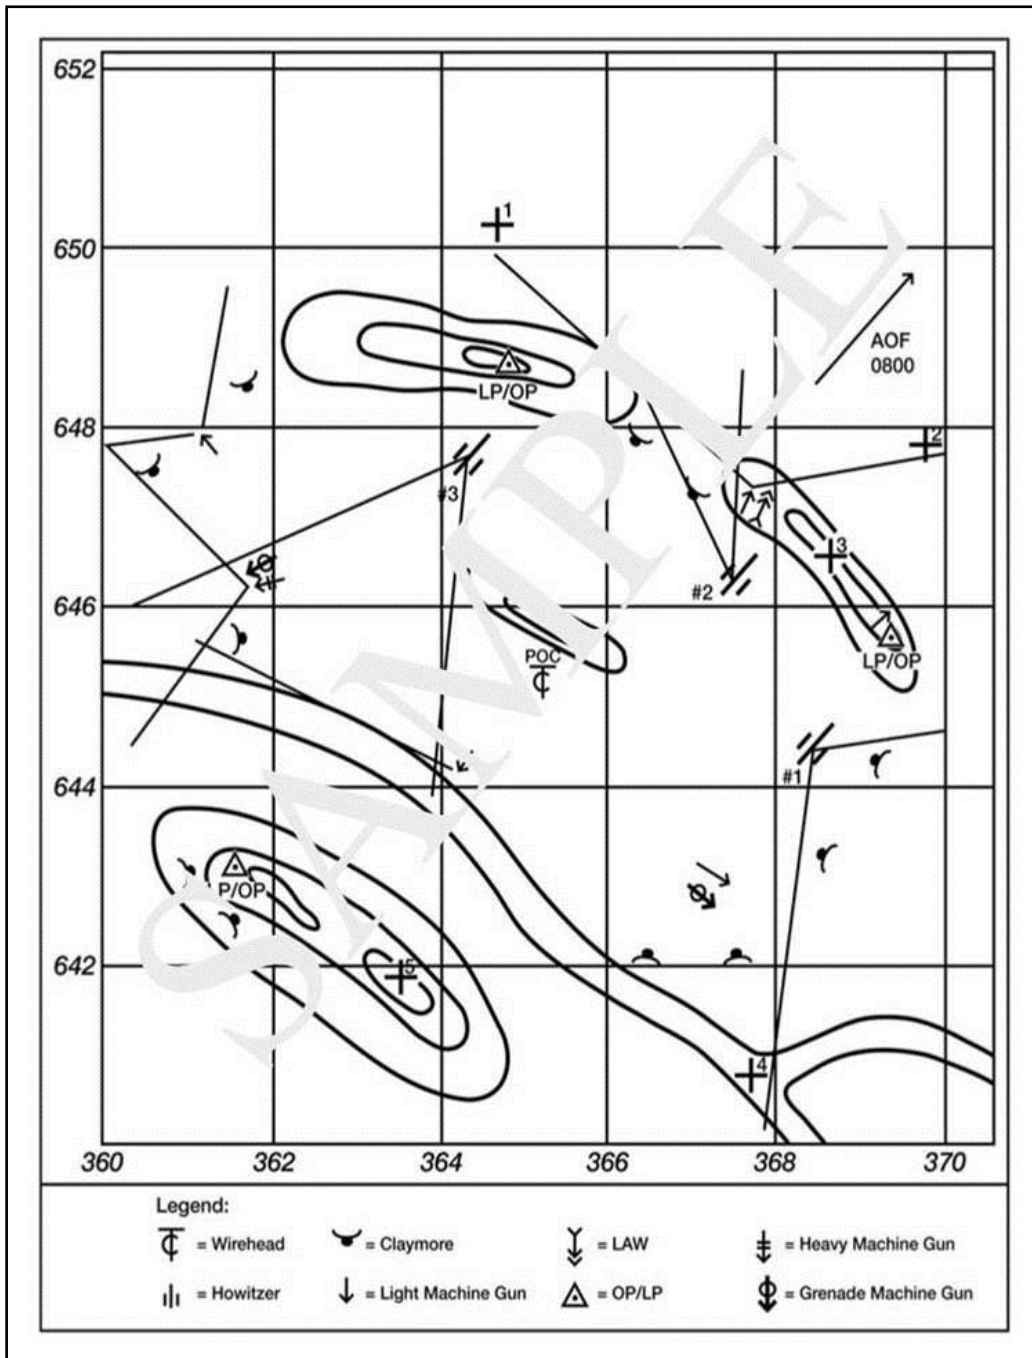 652
1
650
AOF
0800
LP/OP
648
2
#3
3
#2
646
POC
LP/OP
#1
644
P/OP
642
5
4
360 362 364 366 368 370
SAMPLE
Legend:
= Wirehead = Claymore = LAW = Heavy Machine Gun
= Howitzer = Light Machine Gun = OP/LP = Grenade Machine Gun